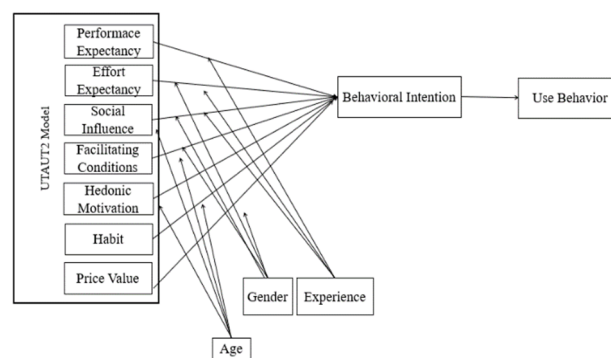 UTAUT2 Model
Performace
Expectancy
Effort
Expectancy
Social
Influence
Facilitating
Conditions
Hedonic
Motivation
Habit
Price Value
Behavioral Intention
Use Behavior
Gender
Experience
Age